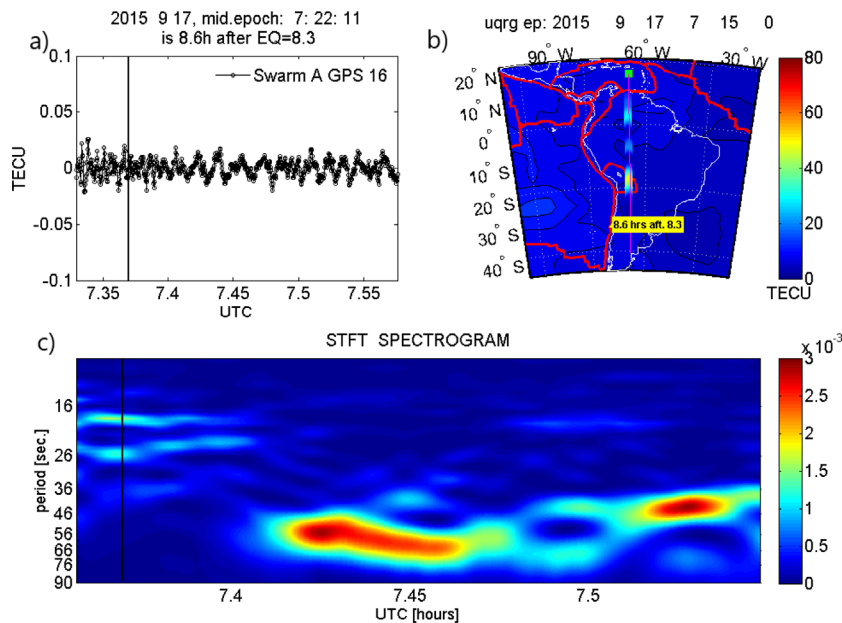 2015 9 17, mid.epoch: 7: 22: 11
is 8.6h after EQ=8.3
a)
0.1
0.05
0
-0.05
-0.1
TECU
Swarm A GPS 16
7.35 7.4 7.45 7.5 7.55
UTC
b)
uqrg ep: 2015 9 17 7 15 0
90° W 60° W 30° W
20° N
10° N
0°
10° S
20° S
30° S
40° S
8.6 hrs aft. 8.3
80
60
40
20
0
TECU
c)
STFT SPECTROGRAM
period [sec.]
16
26
36
46
56
66
76
90
7.4 7.45 7.5
UTC [hours]
x 10⁻³
3
2.5
2
1.5
1
0.5
0